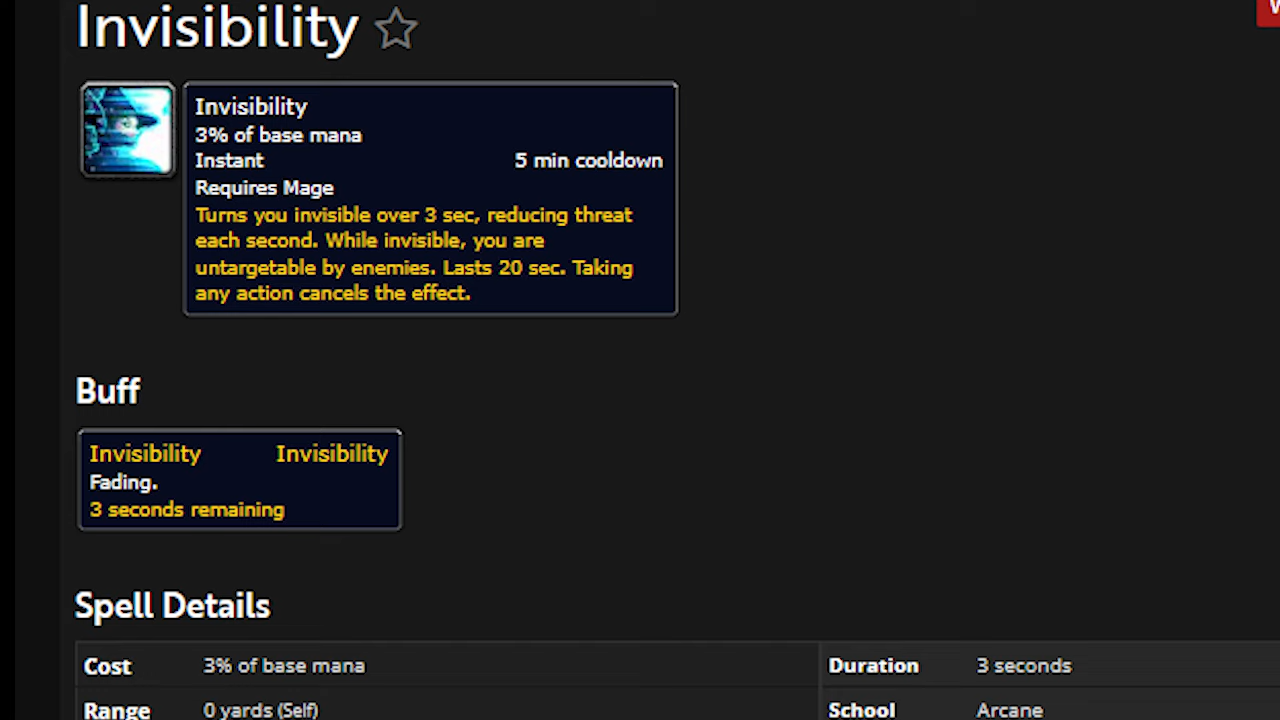 Invisibility
Invisibility
3% of base mana
Instant 5 min cooldown
Requires Mage
Turns you invisible over 3 sec, reducing threat
each second. While invisible, you are
untargetable by enemies. Lasts 20 sec. Taking
any action cancels the effect.
Buff
Invisibility Invisibility
Fading.
3 seconds remaining
Spell Details
Cost 3% of base mana Duration 3 seconds
Range 0 yards (Self) School Arcane